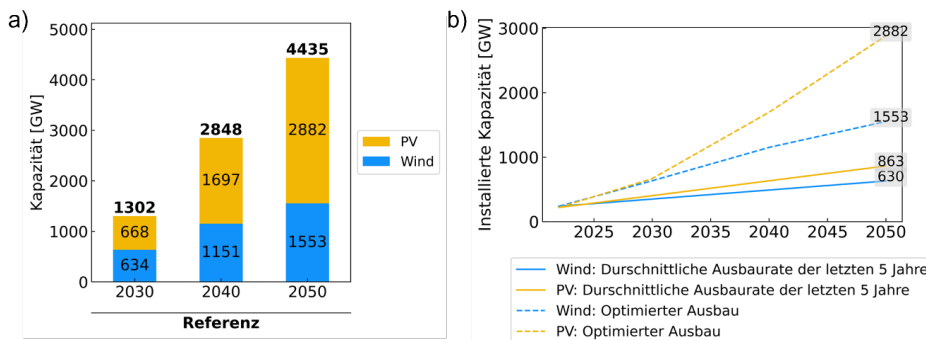 a)
Kapazität [GW]
5000
4000
3000
2000
1000
0
1302
668
634
2848
1697
1151
4435
2882
1553
2030 2040 2050
Referenz
PV
Wind
b)
Installierte Kapazität [GW]
3000
2000
1000
0
2882
1553
863
630
2025 2030 2035 2040 2045 2050
Wind: Durschnittliche Ausbaurate der letzten 5 Jahre
PV: Durschnittliche Ausbaurate der letzten 5 Jahre
Wind: Optimierter Ausbau
PV: Optimierter Ausbau